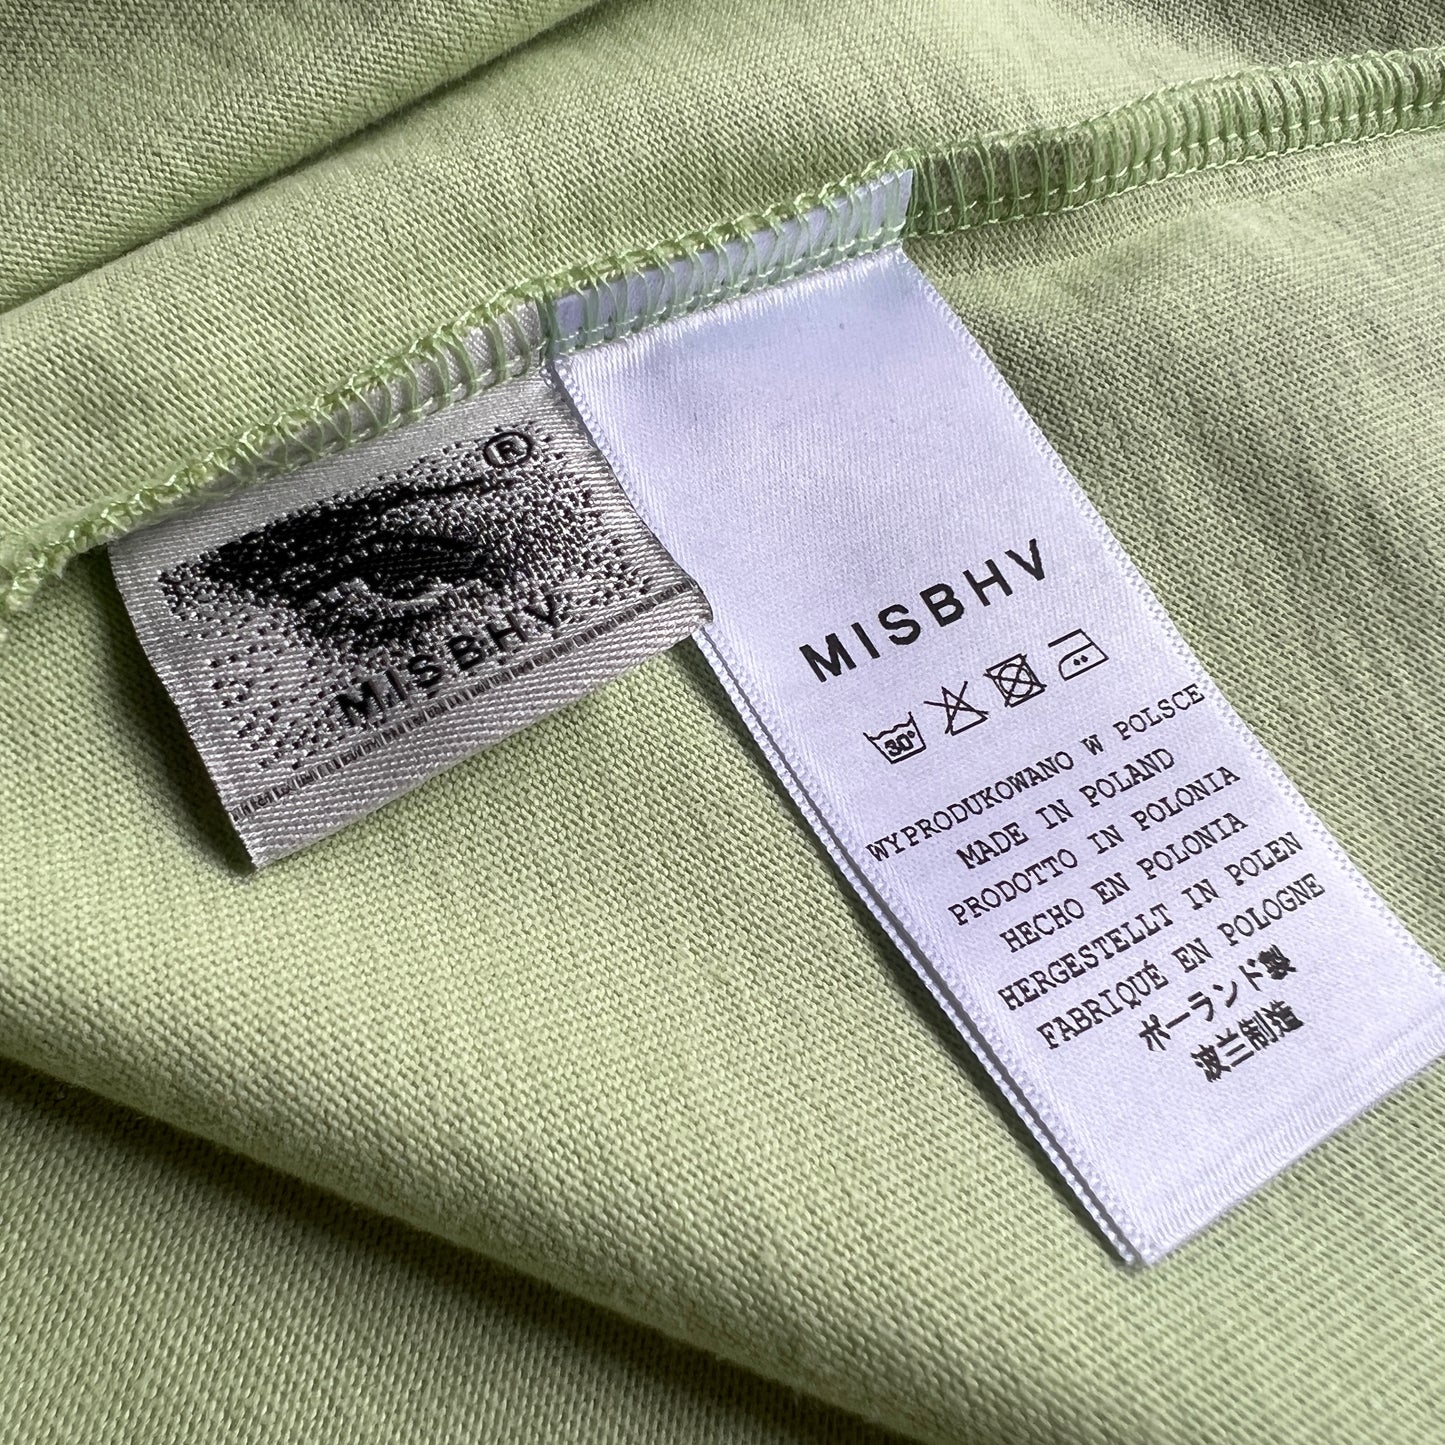 ®
MISBHV
MISBHV
30°
WYPRODUKOWANO W POLSCE
MADE IN POLAND
PRODOTTO IN POLONIA
HECHO EN POLONIA
HERGESTELLT IN POLEN
FABRIQUÉ EN POLOGNE
ポーランド製
波兰制造